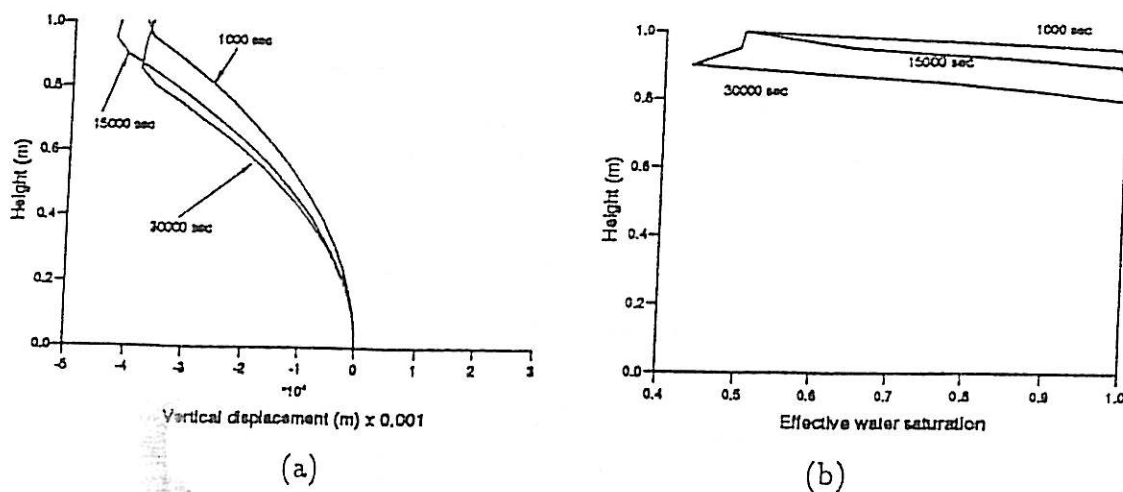 1.0
0.8
0.6
0.4
0.2
0.0
Height (m)
1000 sec
15000 sec
30000 sec
-5 -4 -3 -2 -1 0 1 2 3
Vertical displacement (m) x 0.001
(a)
1.0
0.8
0.6
0.4
0.2
0.0
Height (m)
1000 sec
15000 sec
30000 sec
0.4 0.5 0.6 0.7 0.8 0.9 1.0
Effective water saturation
(b)